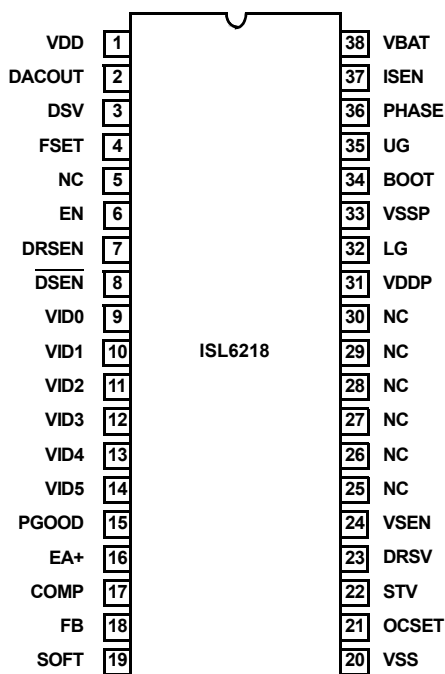 VDD 1 38 VBAT
DACOUT 2 37 ISEN
DSV 3 36 PHASE
FSET 4 35 UG
NC 5 34 BOOT
EN 6 33 VSSP
DRSEN 7 32 LG
DSEN 8 31 VDDP
VID0 9 30 NC
VID1 10 ISL6218 29 NC
VID2 11 28 NC
VID3 12 27 NC
VID4 13 26 NC
VID5 14 25 NC
PGOOD 15 24 VSEN
EA+ 16 23 DRSV
COMP 17 22 STV
FB 18 21 OCSET
SOFT 19 20 VSS